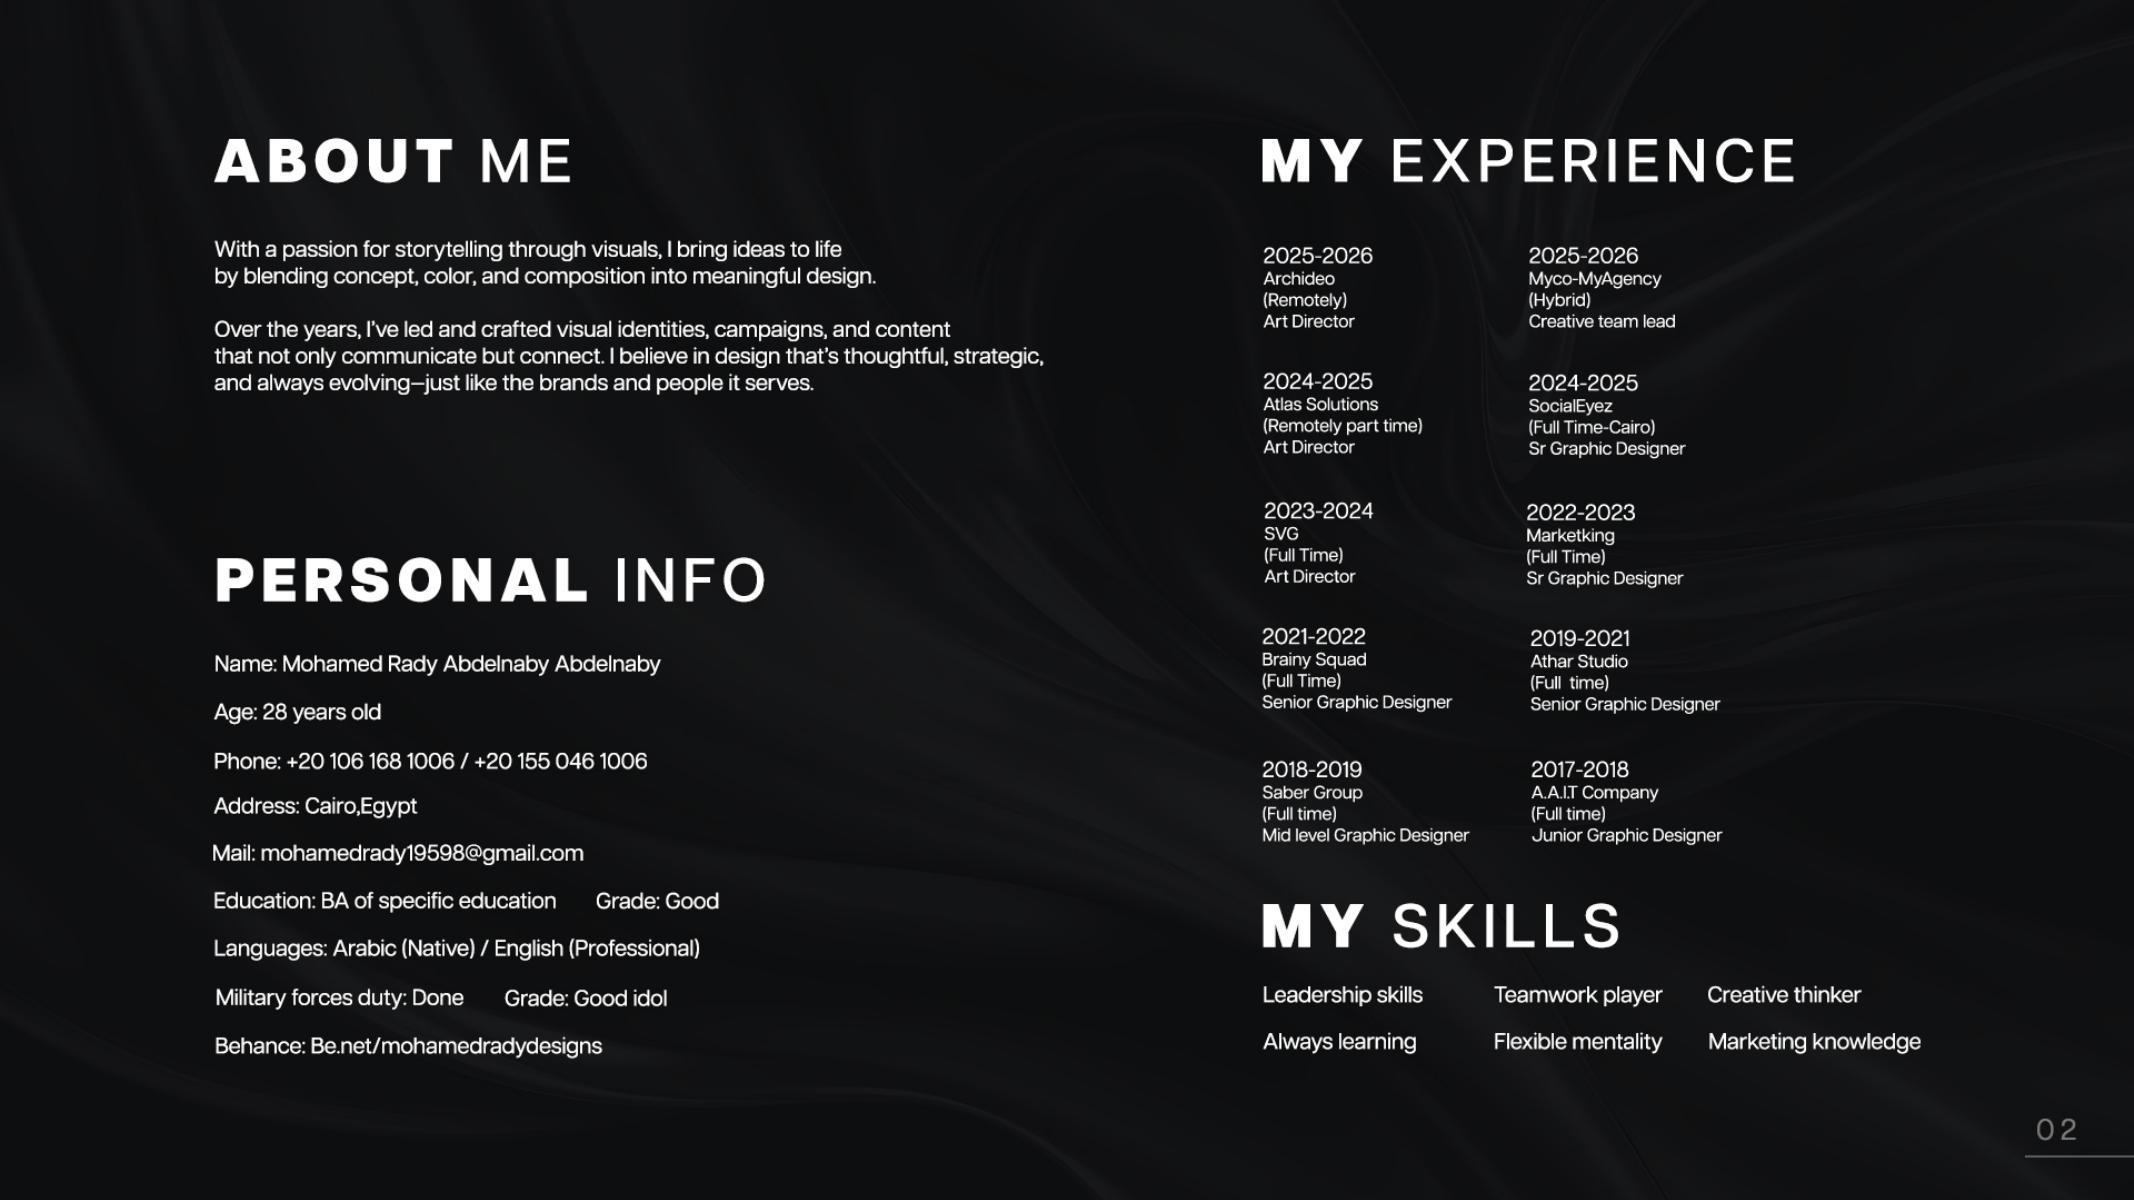 ABOUT ME
With a passion for storytelling through visuals, I bring ideas to life
by blending concept, color, and composition into meaningful design.
Over the years, I've led and crafted visual identities, campaigns, and content
that not only communicate but connect. I believe in design that's thoughtful, strategic,
and always evolving—just like the brands and people it serves.
PERSONAL INFO
Name: Mohamed Rady Abdelnaby Abdelnaby
Age: 28 years old
Phone: +20 106 168 1006 / +20 155 046 1006
Address: Cairo,Egypt
Mail: mohamedrady19598@gmail.com
Education: BA of specific education Grade: Good
Languages: Arabic (Native) / English (Professional)
Military forces duty: Done Grade: Good idol
Behance: Be.net/mohamedradydesigns
MY EXPERIENCE
2025-2026
Archideo
(Remotely)
Art Director
2025-2026
Myco-MyAgency
(Hybrid)
Creative team lead
2024-2025
Atlas Solutions
(Remotely part time)
Art Director
2024-2025
SocialEyez
(Full Time-Cairo)
Sr Graphic Designer
2023-2024
SVG
(Full Time)
Art Director
2022-2023
Marketking
(Full Time)
Sr Graphic Designer
2021-2022
Brainy Squad
(Full Time)
Senior Graphic Designer
2019-2021
Athar Studio
(Full time)
Senior Graphic Designer
2018-2019
Saber Group
(Full time)
Mid level Graphic Designer
2017-2018
A.A.I.T Company
(Full time)
Junior Graphic Designer
MY SKILLS
Leadership skills Teamwork player Creative thinker
Always learning Flexible mentality Marketing knowledge
02